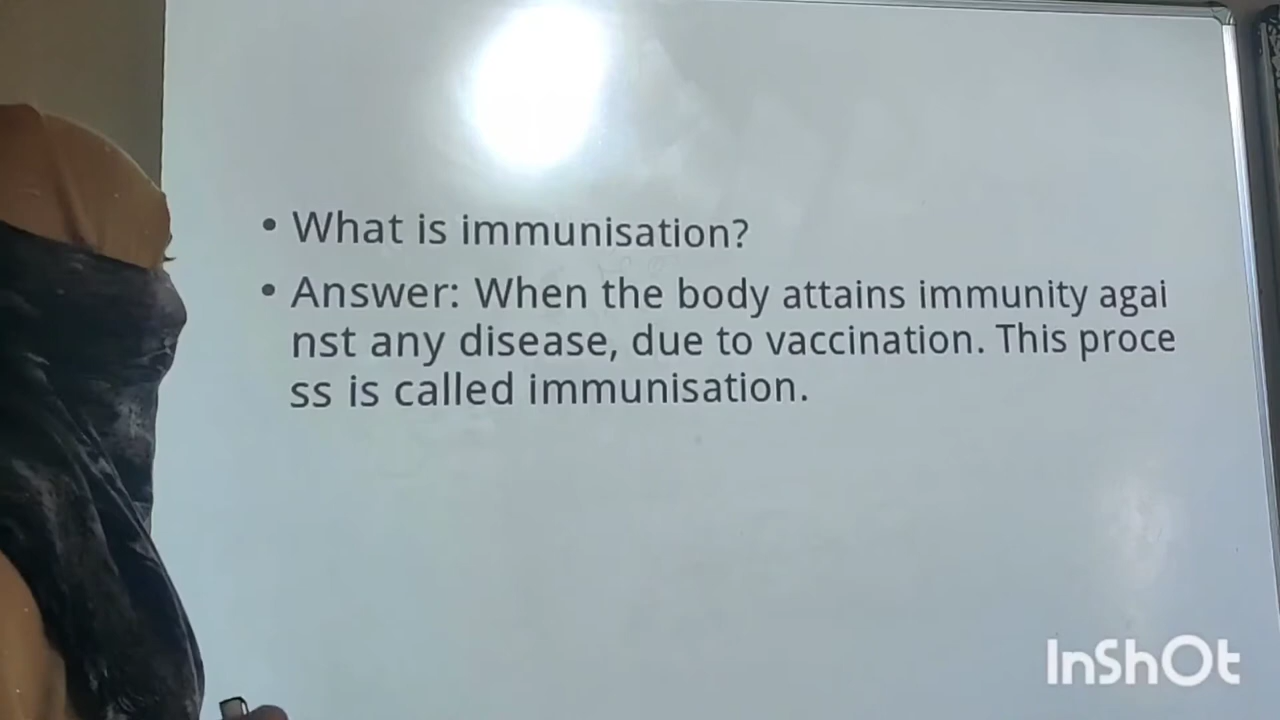 • What is immunisation?
• Answer: When the body attains immunity agai
nst any disease, due to vaccination. This proce
ss is called immunisation.
InShOt